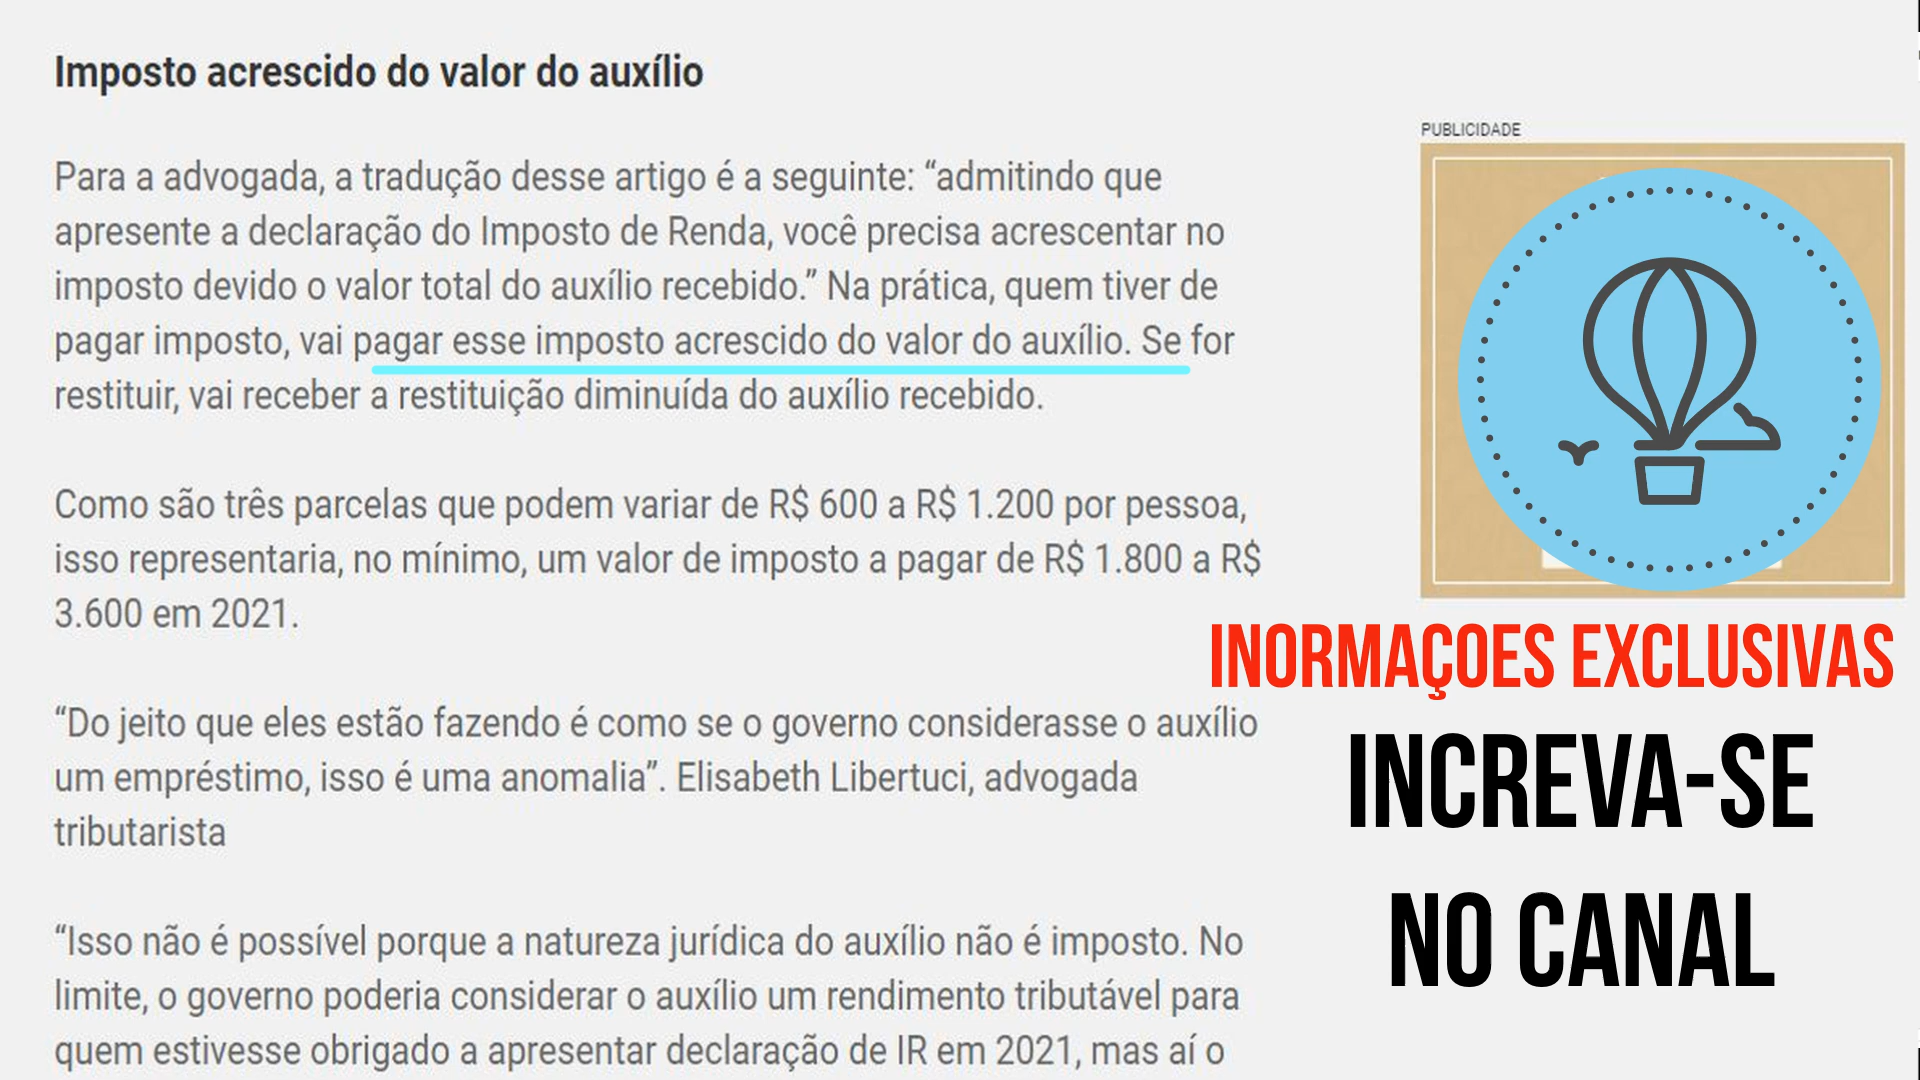 Imposto acrescido do valor do auxílio
Para a advogada, a tradução desse artigo é a seguinte: “admitindo que
apresente a declaração do Imposto de Renda, você precisa acrescentar no
imposto devido o valor total do auxílio recebido.” Na prática, quem tiver de
pagar imposto, vai pagar esse imposto acrescido do valor do auxílio. Se for
restituir, vai receber a restituição diminuída do auxílio recebido.
Como são três parcelas que podem variar de R$ 600 a R$ 1.200 por pessoa,
isso representaria, no mínimo, um valor de imposto a pagar de R$ 1.800 a R$
3.600 em 2021.
“Do jeito que eles estão fazendo é como se o governo considerasse o auxílio
um empréstimo, isso é uma anomalia”. Elisabeth Libertuci, advogada
tributarista
“Isso não é possível porque a natureza jurídica do auxílio não é imposto. No
limite, o governo poderia considerar o auxílio um rendimento tributável para
quem estivesse obrigado a apresentar declaração de IR em 2021, mas aí o
PUBLICIDADE
INORMAÇOES EXCLUSIVAS
INCREVA-SE
NO CANAL